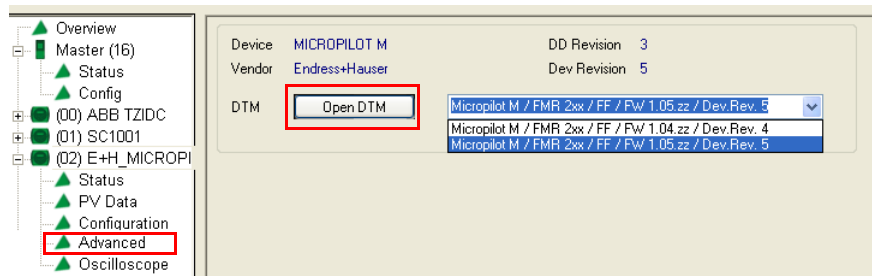 Overview
Master (16)
Status
Config
(00) ABB TZIDC
(01) SC1001
(02) E+H_MICROPI
Status
PV Data
Configuration
Advanced
Oscilloscope
Device MICROPILOT M DD Revision 3
Vendor Endress+Hauser Dev Revision 5
DTM Open DTM Micropilot M / FMR 2xx / FF / FW 1.05.zz / Dev.Rev. 5
Micropilot M / FMR 2xx / FF / FW 1.04.zz / Dev.Rev. 4
Micropilot M / FMR 2xx / FF / FW 1.05.zz / Dev.Rev. 5